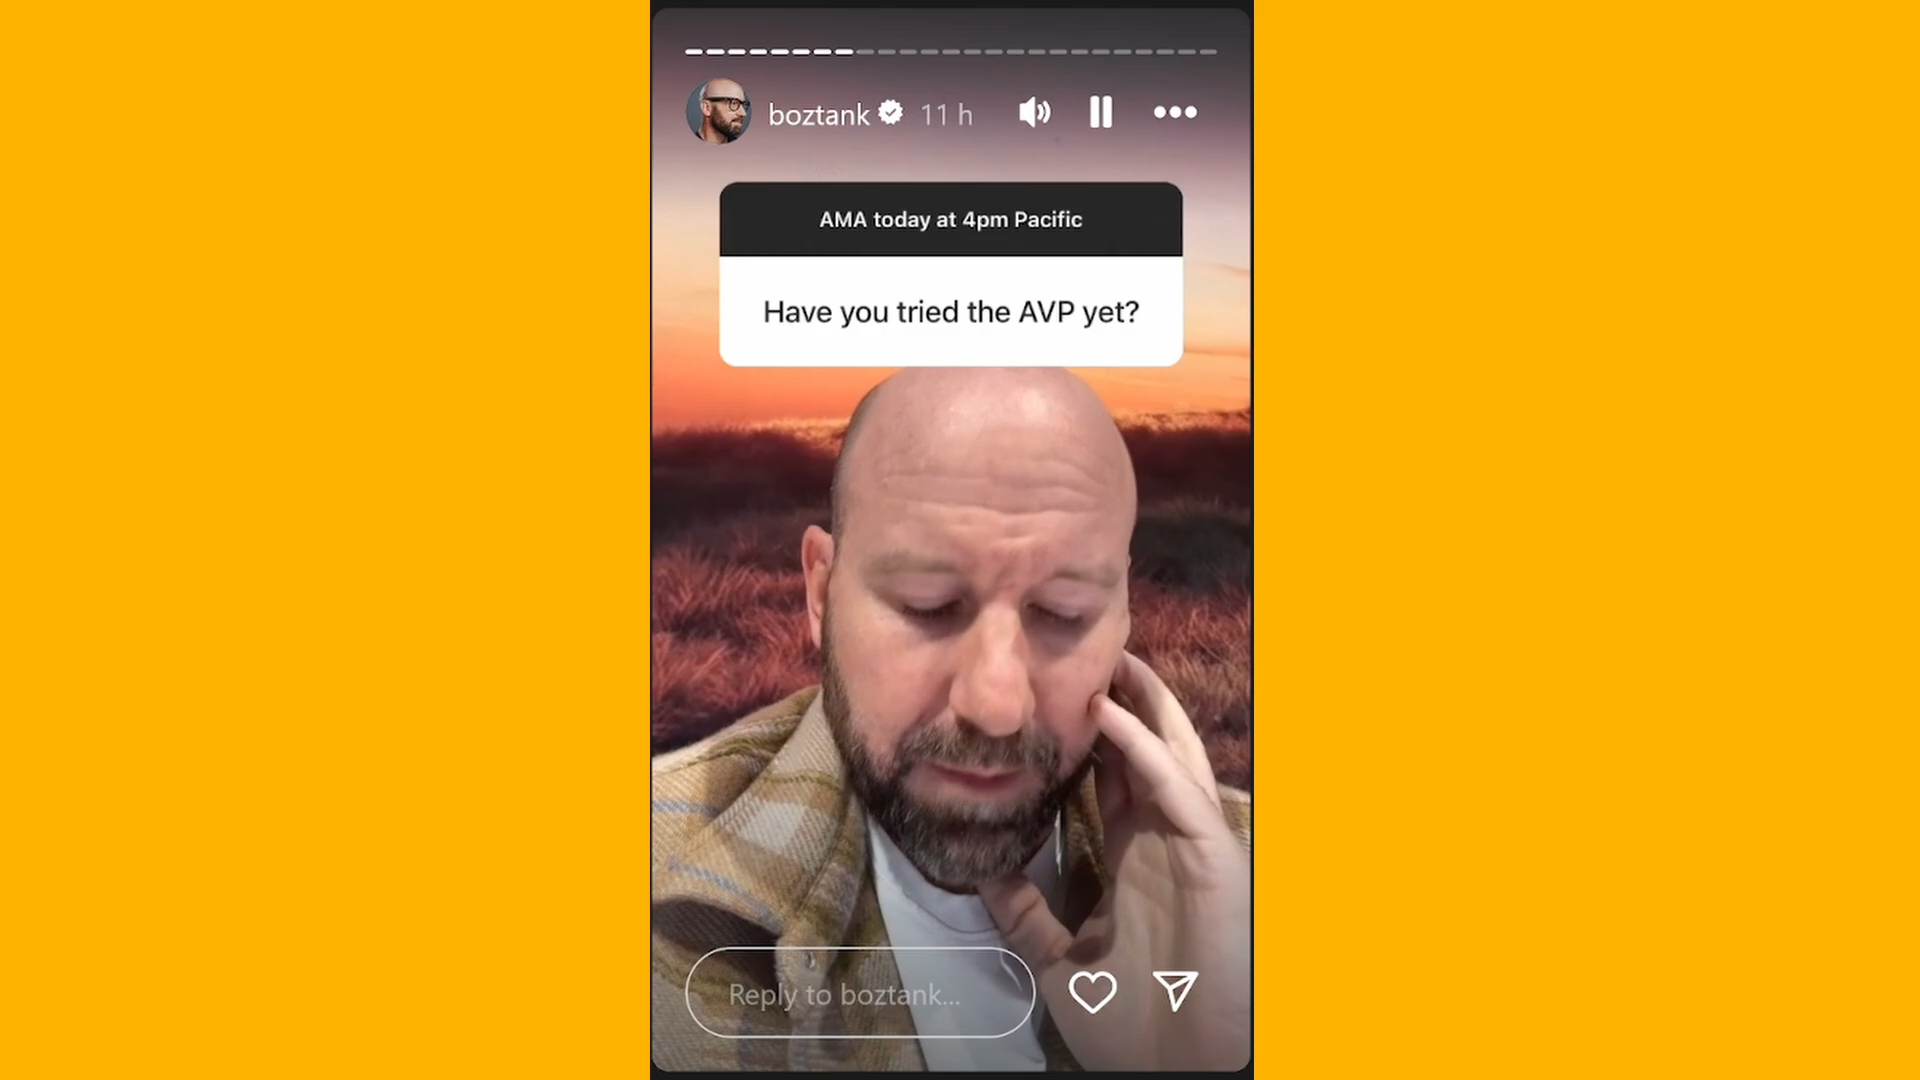 boztank 11 h
AMA today at 4pm Pacific
Have you tried the AVP yet?
Reply to boztank...